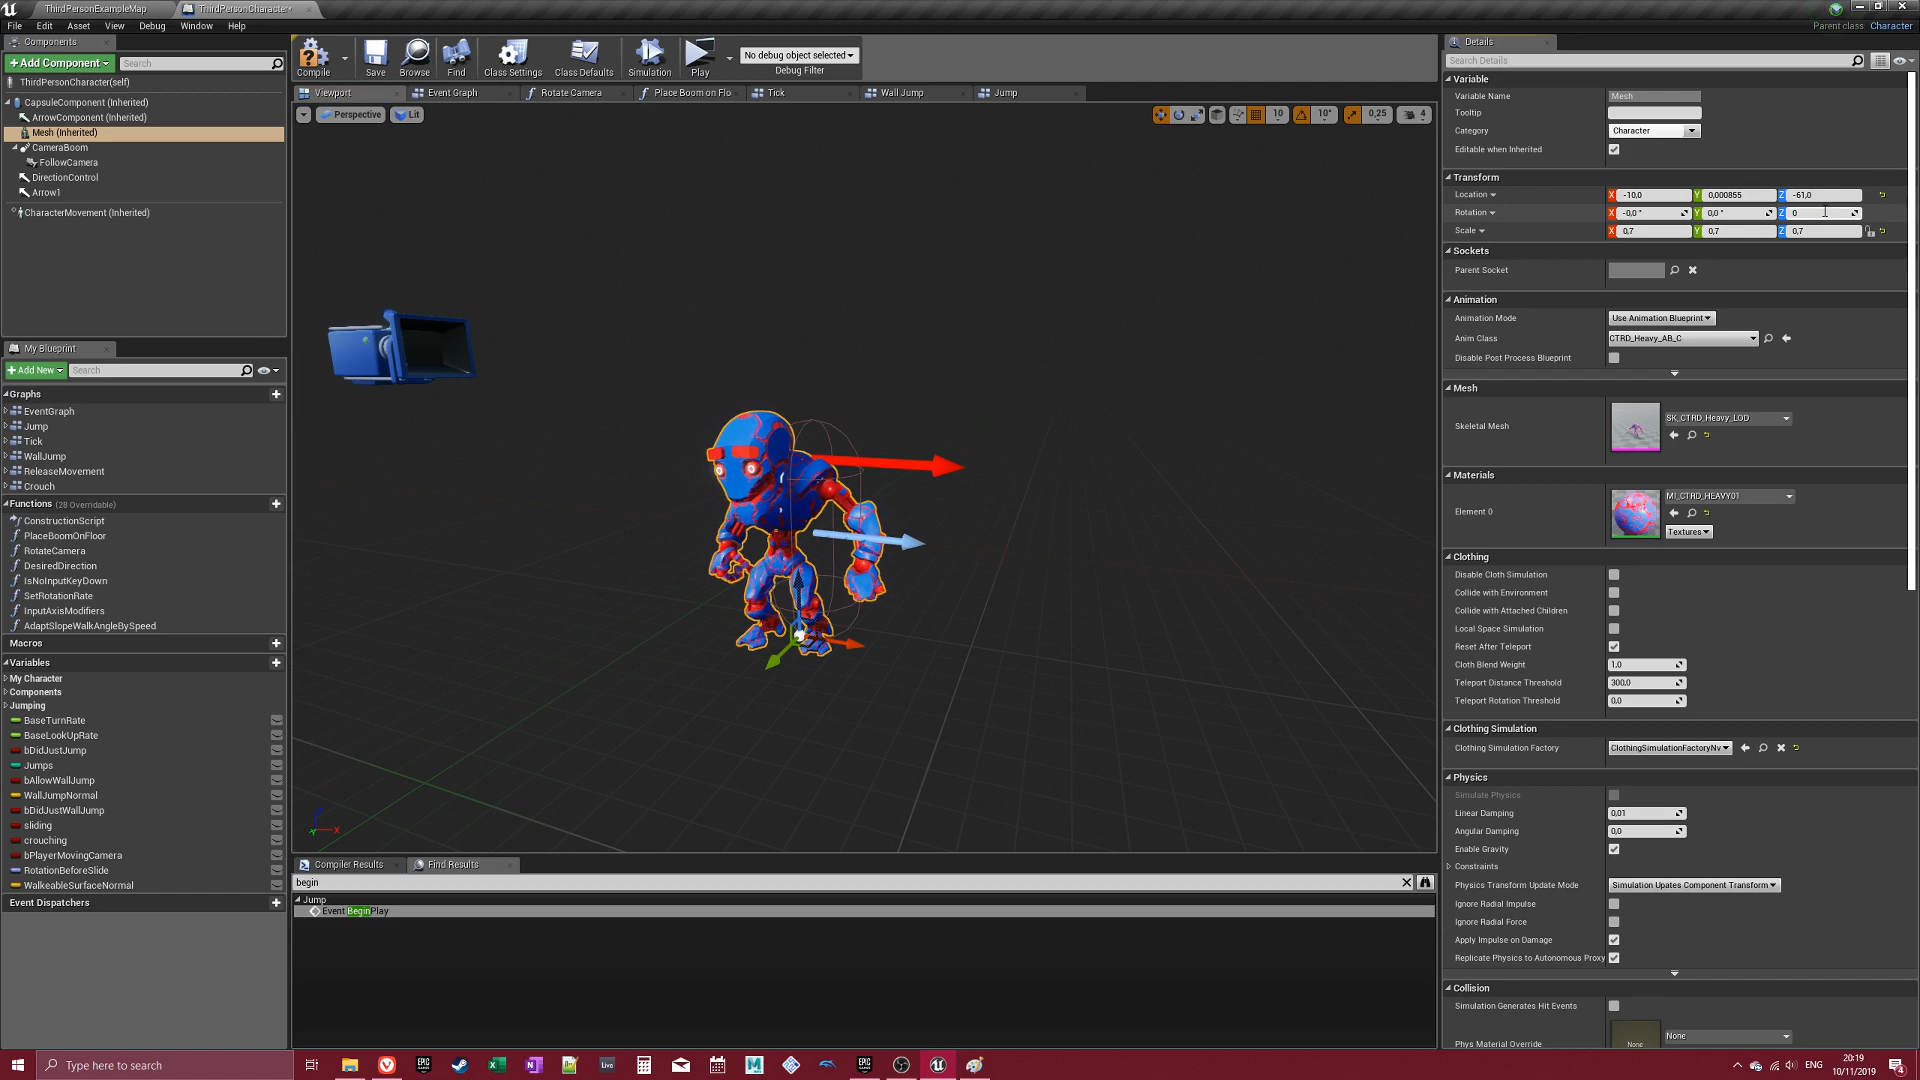 ThirdPersonExampleMap
ThirdPersonCharacter*
File Edit Asset View Debug Window Help
Parent class: Character
Components
+Add Component
Search
ThirdPersonCharacter(self)
CapsuleComponent (Inherited)
ArrowComponent (Inherited)
Mesh (Inherited)
CameraBoom
FollowCamera
DirectionControl
Arrow1
CharacterMovement (Inherited)
My Blueprint
+Add New
Search
Graphs
EventGraph
Jump
Tick
WallJump
ReleaseMovement
Crouch
Functions (28 Overridable)
ConstructionScript
PlaceBoomOnFloor
RotateCamera
DesiredDirection
IsNoInputKeyDown
SetRotationRate
InputAxisModifiers
AdaptSlopeWalkAngleBySpeed
Macros
Variables
My Character
Components
Jumping
BaseTurnRate
BaseLookUpRate
bDidJustJump
Jumps
bAllowWallJump
WallJumpNormal
bDidJustWallJump
sliding
crouching
bPlayerMovingCamera
RotationBeforeSlide
WalkeableSurfaceNormal
Event Dispatchers
Compile Save Browse Find Class Settings Class Defaults Simulation Play
No debug object selected
Debug Filter
Viewport Event Graph Rotate Camera Place Boom on Flo Tick Wall Jump Jump
Perspective Lit
10 10° 0,25 4
X
Compiler Results Find Results
begin
Jump
Event BeginPlay
Details
Search Details
Variable
Variable Name Mesh
Tooltip
Category Character
Editable when Inherited
Transform
Location X -10,0 Y 0,000855 Z -61,0
Rotation X -0,0 ° Y 0,0 ° Z 0
Scale X 0,7 Y 0,7 Z 0,7
Sockets
Parent Socket
Animation
Animation Mode Use Animation Blueprint
Anim Class CTRD_Heavy_AB_C
Disable Post Process Blueprint
Mesh
Skeletal Mesh SK_CTRD_Heavy_LOD
Materials
Element 0 MI_CTRD_HEAVY01
Textures
Clothing
Disable Cloth Simulation
Collide with Environment
Collide with Attached Children
Local Space Simulation
Reset After Teleport
Cloth Blend Weight 1,0
Teleport Distance Threshold 300,0
Teleport Rotation Threshold 0,0
Clothing Simulation
Clothing Simulation Factory ClothingSimulationFactoryNv
Physics
Simulate Physics
Linear Damping 0,01
Angular Damping 0,0
Enable Gravity
Constraints
Physics Transform Update Mode Simulation Upates Component Transform
Ignore Radial Impulse
Ignore Radial Force
Apply Impulse on Damage
Replicate Physics to Autonomous Proxy
Collision
Simulation Generates Hit Events
Phys Material Override None None
Type here to search
EPIC GAMES Live EPIC GAMES
ENG
20:19
10/11/2019
4